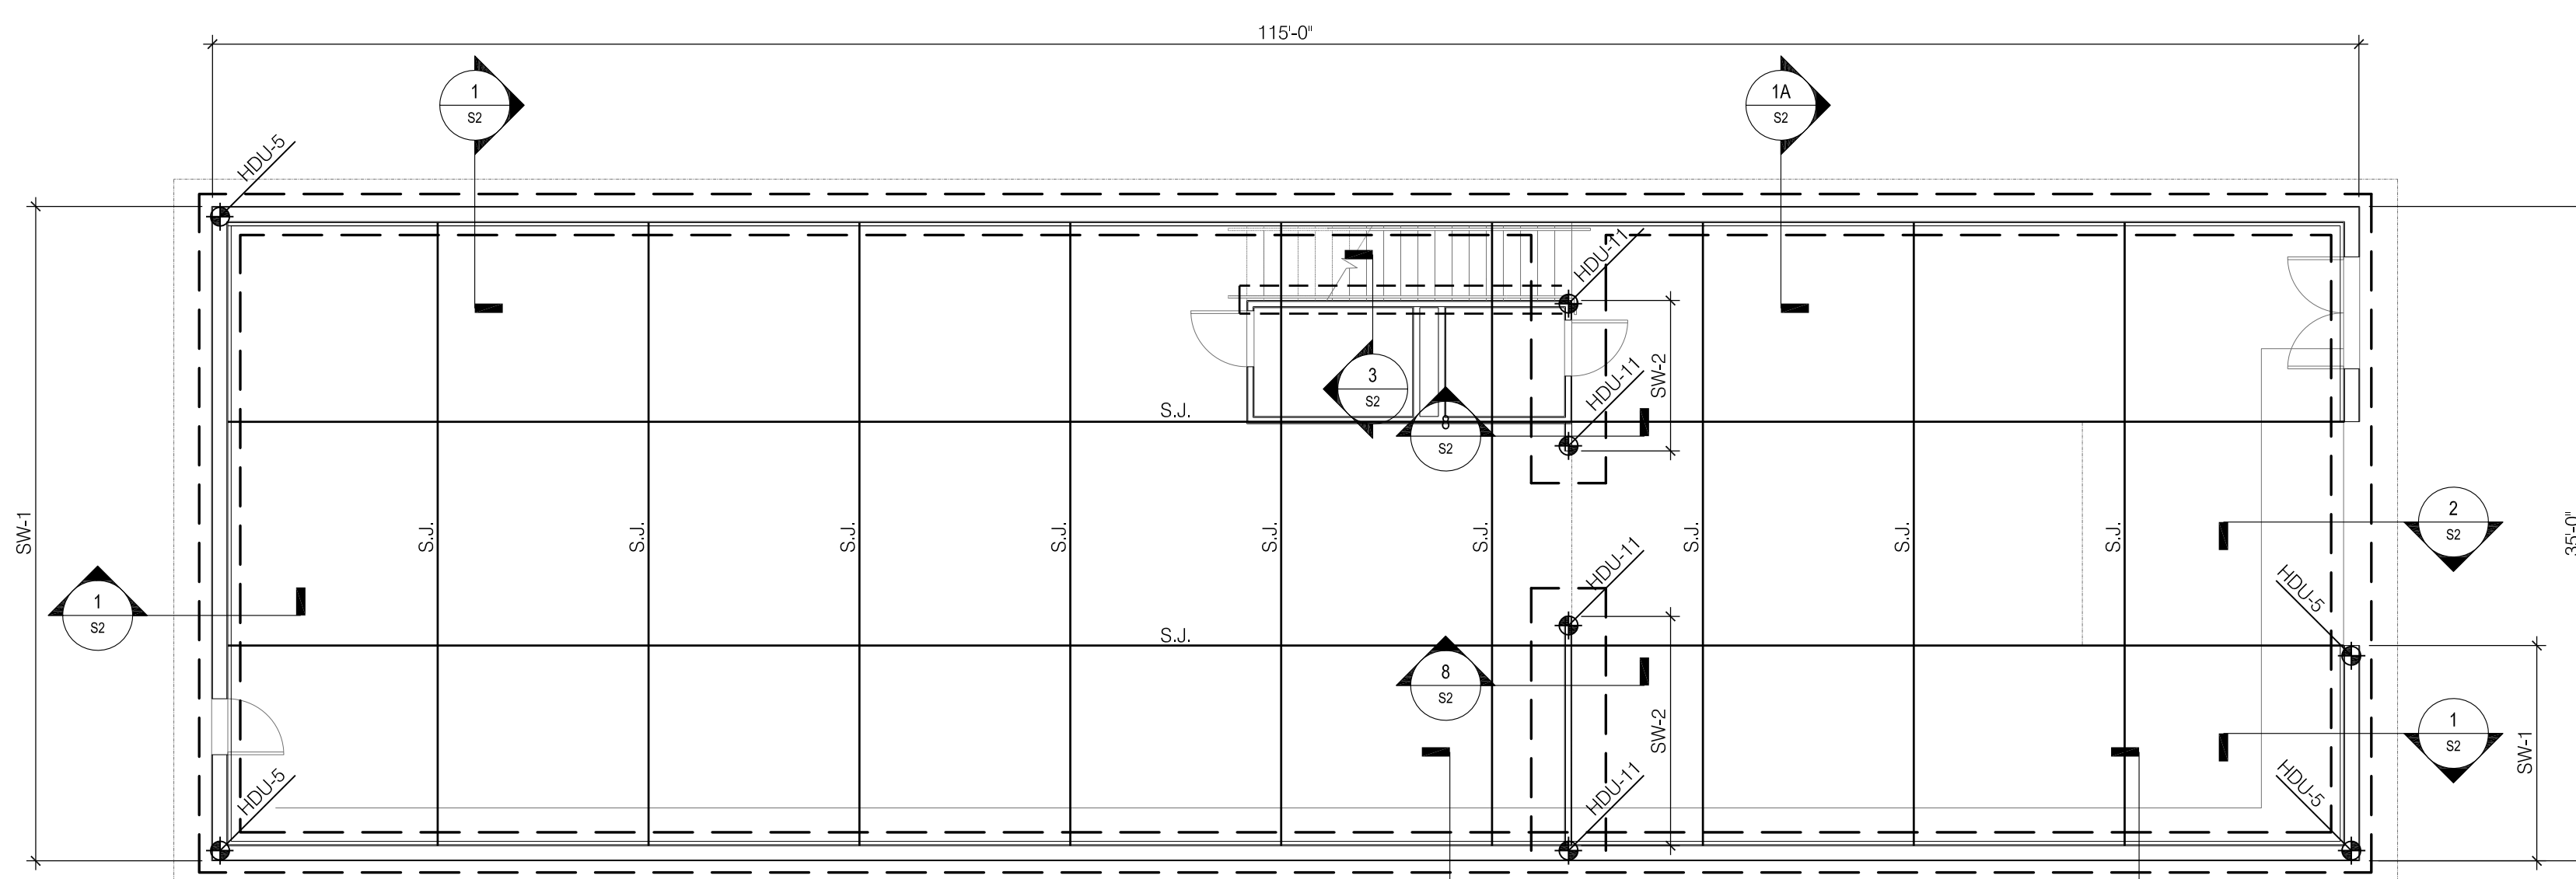 115'-0"
1
S2
1A
S2
HDU-5
HDU-11
3
S2
SW-2
HDU-11
S.J.
8
S2
SW-1
S.J.
S.J.
S.J.
S.J.
S.J.
S.J.
S.J.
S.J.
S.J.
2
S2
35'-0"
HDU-11
HDU-5
1
S2
S.J.
8
S2
SW-2
1
S2
SW-1
HDU-5
HDU-11
HDU-5